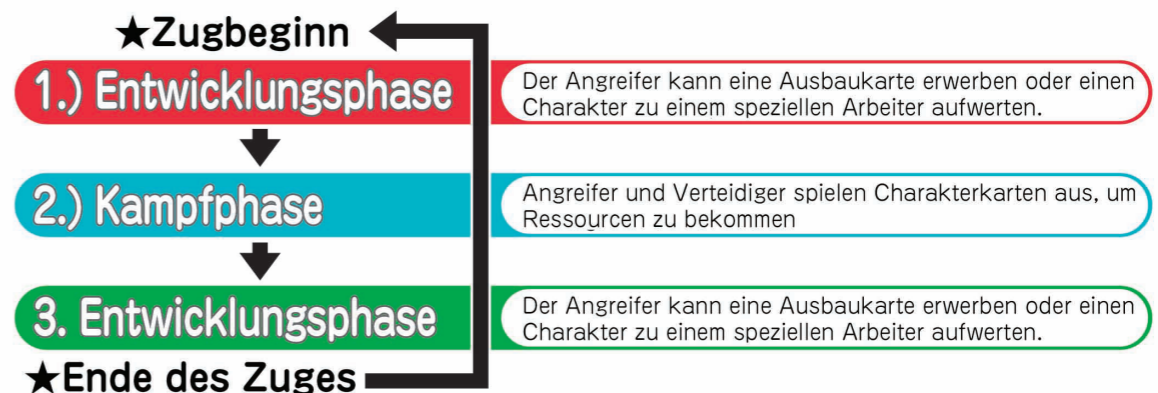 ★Zugbeginn
1.) Entwicklungsphase
Der Angreifer kann eine Ausbaukarte erwerben oder einen
Charakter zu einem speziellen Arbeiter aufwerten.
2.) Kampfphase
Angreifer und Verteidiger spielen Charakterkarten aus, um
Ressourcen zu bekommen
3. Entwicklungsphase
Der Angreifer kann eine Ausbaukarte erwerben oder einen
Charakter zu einem speziellen Arbeiter aufwerten.
★Ende des Zuges